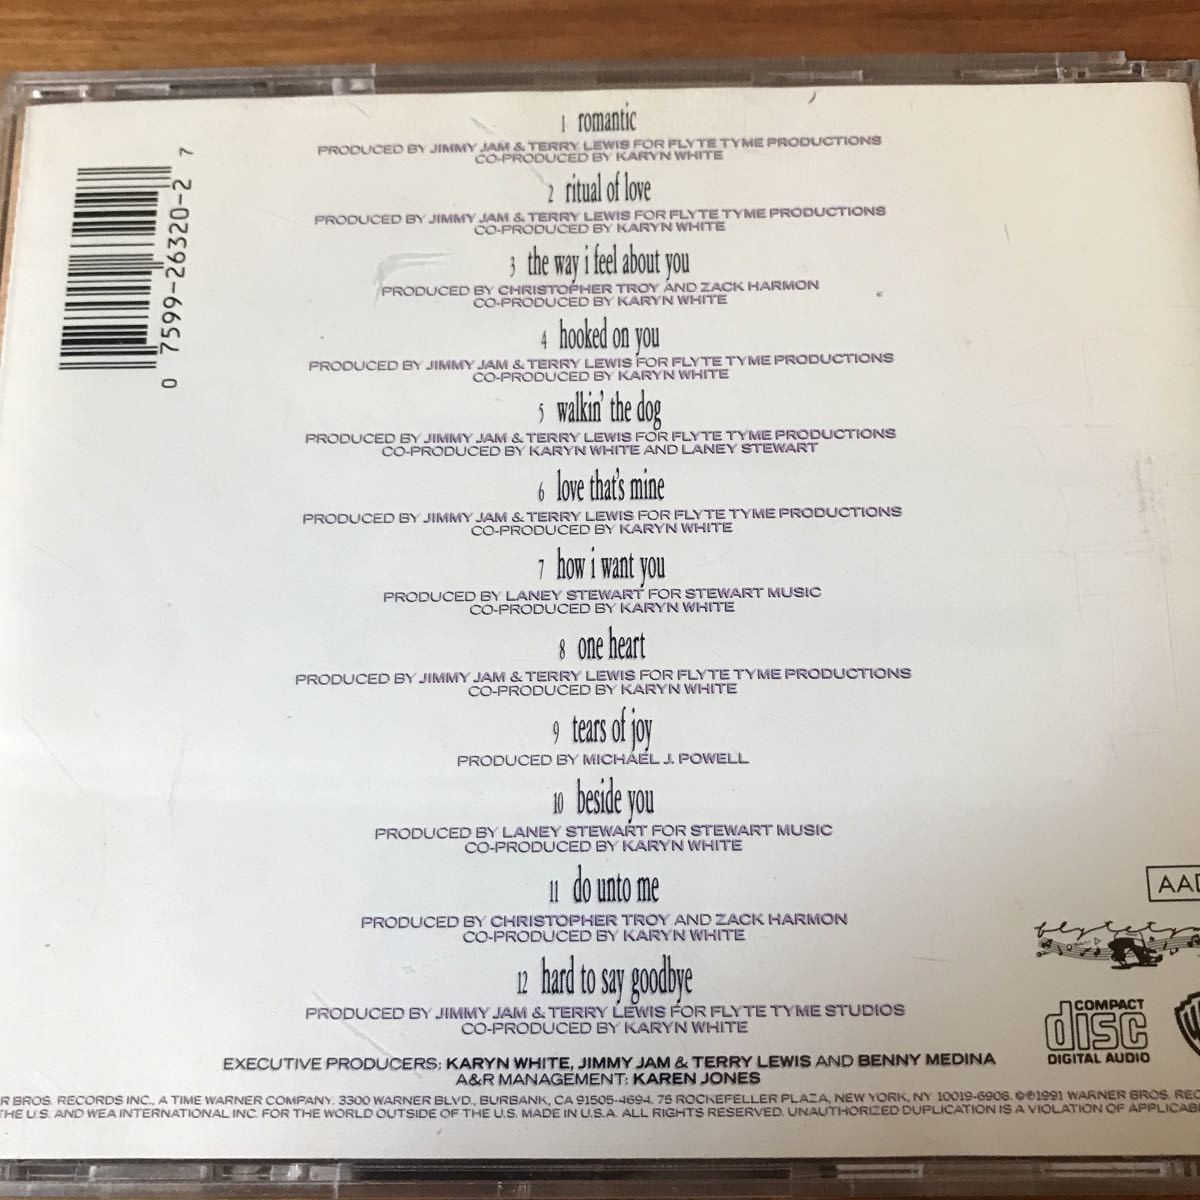 1 romantic
PRODUCED BY JIMMY JAM & TERRY LEWIS FOR FLYTE TYME PRODUCTIONS
CO-PRODUCED BY KARYN WHITE
2 ritual of love
PRODUCED BY JIMMY JAM & TERRY LEWIS FOR FLYTE TYME PRODUCTIONS
CO-PRODUCED BY KARYN WHITE
3 the way i feel about you
PRODUCED BY CHRISTOPHER TROY AND ZACK HARMON
CO-PRODUCED BY KARYN WHITE
4 hooked on you
PRODUCED BY JIMMY JAM & TERRY LEWIS FOR FLYTE TYME PRODUCTIONS
CO-PRODUCED BY KARYN WHITE
5 walkin' the dog
PRODUCED BY JIMMY JAM & TERRY LEWIS FOR FLYTE TYME PRODUCTIONS
CO-PRODUCED BY KARYN WHITE AND LANEY STEWART
6 love that's mine
PRODUCED BY JIMMY JAM & TERRY LEWIS FOR FLYTE TYME PRODUCTIONS
CO-PRODUCED BY KARYN WHITE
7 how i want you
PRODUCED BY LANEY STEWART FOR STEWART MUSIC
CO-PRODUCED BY KARYN WHITE
8 one heart
PRODUCED BY JIMMY JAM & TERRY LEWIS FOR FLYTE TYME PRODUCTIONS
CO-PRODUCED BY KARYN WHITE
9 tears of joy
PRODUCED BY MICHAEL J. POWELL
10 beside you
PRODUCED BY LANEY STEWART FOR STEWART MUSIC
CO-PRODUCED BY KARYN WHITE
11 do unto me
PRODUCED BY CHRISTOPHER TROY AND ZACK HARMON
CO-PRODUCED BY KARYN WHITE
12 hard to say goodbye
PRODUCED BY JIMMY JAM & TERRY LEWIS FOR FLYTE TYME STUDIOS
CO-PRODUCED BY KARYN WHITE
EXECUTIVE PRODUCERS: KARYN WHITE, JIMMY JAM & TERRY LEWIS AND BENNY MEDINA
A&R MANAGEMENT: KAREN JONES
R BROS. RECORDS INC., A TIME WARNER COMPANY. 3300 WARNER BLVD., BURBANK, CA 91505-4694. 75 ROCKEFELLER PLAZA, NEW YORK, NY 10019-6908. ©℗1991 WARNER BROS. REC
THE U.S. AND WEA INTERNATIONAL INC. FOR THE WORLD OUTSIDE OF THE U.S. MADE IN U.S.A. ALL RIGHTS RESERVED. UNAUTHORIZED DUPLICATION IS A VIOLATION OF APPLICABL
0 7599-26320-2 7
AAD
flytety
COMPACT
disc
DIGITAL AUDIO